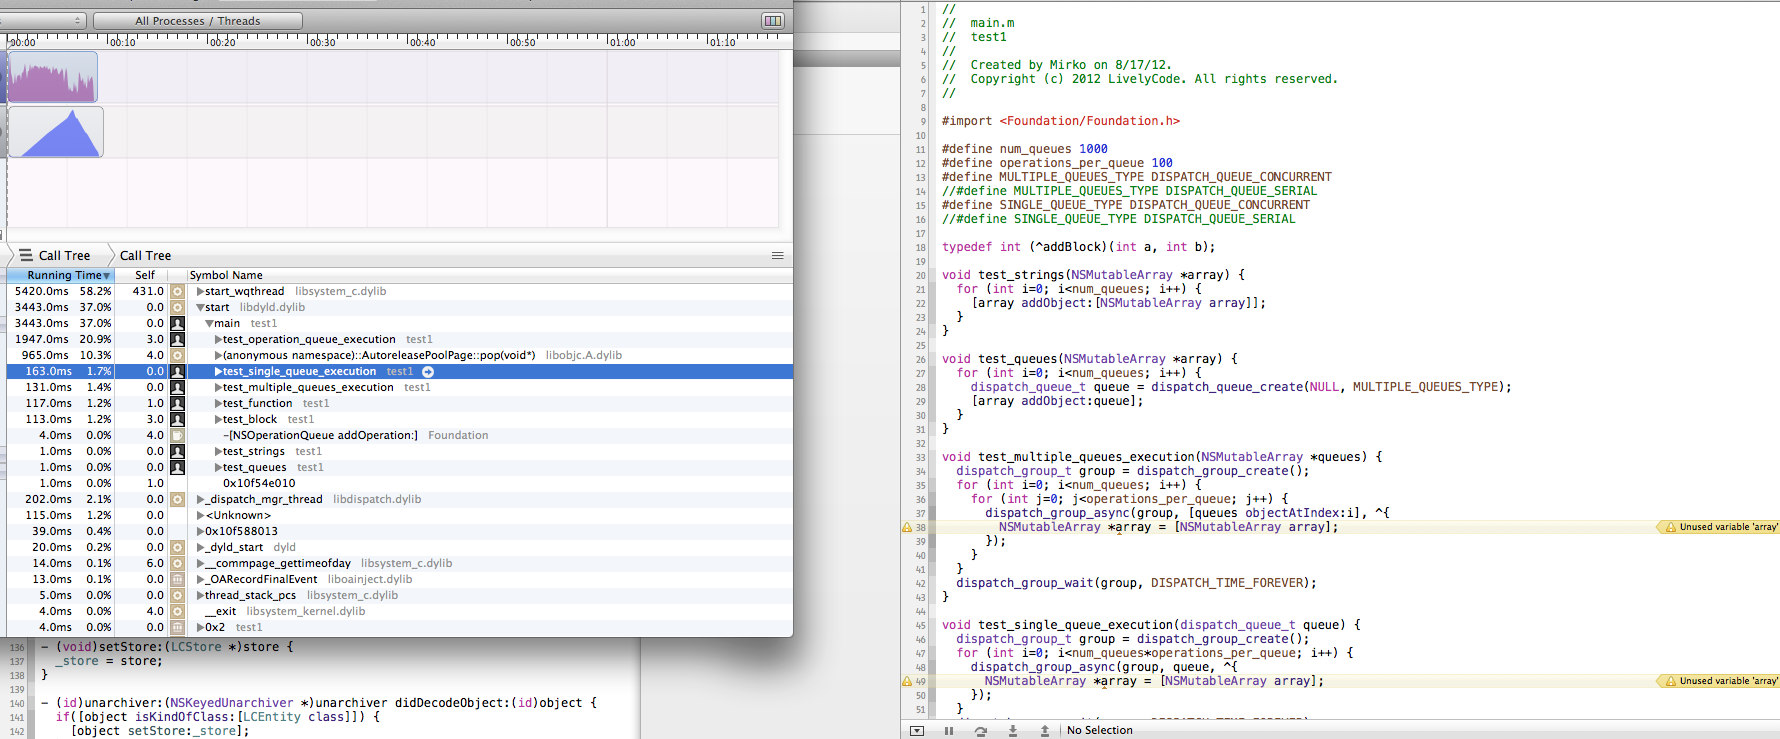 All Processes / Threads
00:00 00:10 00:20 00:30 00:40 00:50 01:00 01:10
Call Tree Call Tree
Running Time Self Symbol Name
5420.0ms 58.2% 431.0 start_wqthread libsystem_c.dylib
3443.0ms 37.0% 0.0 start libdyld.dylib
3443.0ms 37.0% 0.0 main test1
1947.0ms 20.9% 3.0 test_operation_queue_execution test1
965.0ms 10.3% 4.0 (anonymous namespace)::AutoreleasePoolPage::pop(void*) libobjc.A.dylib
163.0ms 1.7% 0.0 test_single_queue_execution test1
131.0ms 1.4% 0.0 test_multiple_queues_execution test1
117.0ms 1.2% 1.0 test_function test1
113.0ms 1.2% 3.0 test_block test1
4.0ms 0.0% 4.0 -[NSOperationQueue addOperation:] Foundation
1.0ms 0.0% 0.0 test_strings test1
1.0ms 0.0% 0.0 test_queues test1
1.0ms 0.0% 1.0 0x10f54e010
202.0ms 2.1% 0.0 _dispatch_mgr_thread libdispatch.dylib
115.0ms 1.2% 0.0 <Unknown>
39.0ms 0.4% 0.0 0x10f588013
20.0ms 0.2% 0.0 _dyld_start dyld
14.0ms 0.1% 6.0 __commpage_gettimeofday libsystem_c.dylib
13.0ms 0.1% 0.0 _OARecordFinalEvent liboainject.dylib
5.0ms 0.0% 0.0 thread_stack_pcs libsystem_c.dylib
4.0ms 0.0% 4.0 __exit libsystem_kernel.dylib
4.0ms 0.0% 0.0 0x2 test1
136 - (void)setStore:(LCStore *)store {
137 _store = store;
138 }
139
140 - (id)unarchiver:(NSKeyedUnarchiver *)unarchiver didDecodeObject:(id)object {
141 if([object isKindOfClass:[LCEntity class]]) {
142 [object setStore:_store];
1 //
2 // main.m
3 // test1
4 //
5 // Created by Mirko on 8/17/12.
6 // Copyright (c) 2012 LivelyCode. All rights reserved.
7 //
8
9 #import <Foundation/Foundation.h>
10
11 #define num_queues 1000
12 #define operations_per_queue 100
13 #define MULTIPLE_QUEUES_TYPE DISPATCH_QUEUE_CONCURRENT
14 //#define MULTIPLE_QUEUES_TYPE DISPATCH_QUEUE_SERIAL
15 #define SINGLE_QUEUE_TYPE DISPATCH_QUEUE_CONCURRENT
16 //#define SINGLE_QUEUE_TYPE DISPATCH_QUEUE_SERIAL
17
18 typedef int (^addBlock)(int a, int b);
19
20 void test_strings(NSMutableArray *array) {
21 for (int i=0; i<num_queues; i++) {
22 [array addObject:[NSMutableArray array]];
23 }
24 }
25
26 void test_queues(NSMutableArray *array) {
27 for (int i=0; i<num_queues; i++) {
28 dispatch_queue_t queue = dispatch_queue_create(NULL, MULTIPLE_QUEUES_TYPE);
29 [array addObject:queue];
30 }
31 }
32
33 void test_multiple_queues_execution(NSMutableArray *queues) {
34 dispatch_group_t group = dispatch_group_create();
35 for (int i=0; i<num_queues; i++) {
36 for (int j=0; j<operations_per_queue; j++) {
37 dispatch_group_async(group, [queues objectAtIndex:i], ^{
38 NSMutableArray *array = [NSMutableArray array]; Unused variable 'array'
39 });
40 }
41 }
42 dispatch_group_wait(group, DISPATCH_TIME_FOREVER);
43 }
44
45 void test_single_queue_execution(dispatch_queue_t queue) {
46 dispatch_group_t group = dispatch_group_create();
47 for (int i=0; i<num_queues*operations_per_queue; i++) {
48 dispatch_group_async(group, queue, ^{
49 NSMutableArray *array = [NSMutableArray array]; Unused variable 'array'
50 });
51 }
No Selection